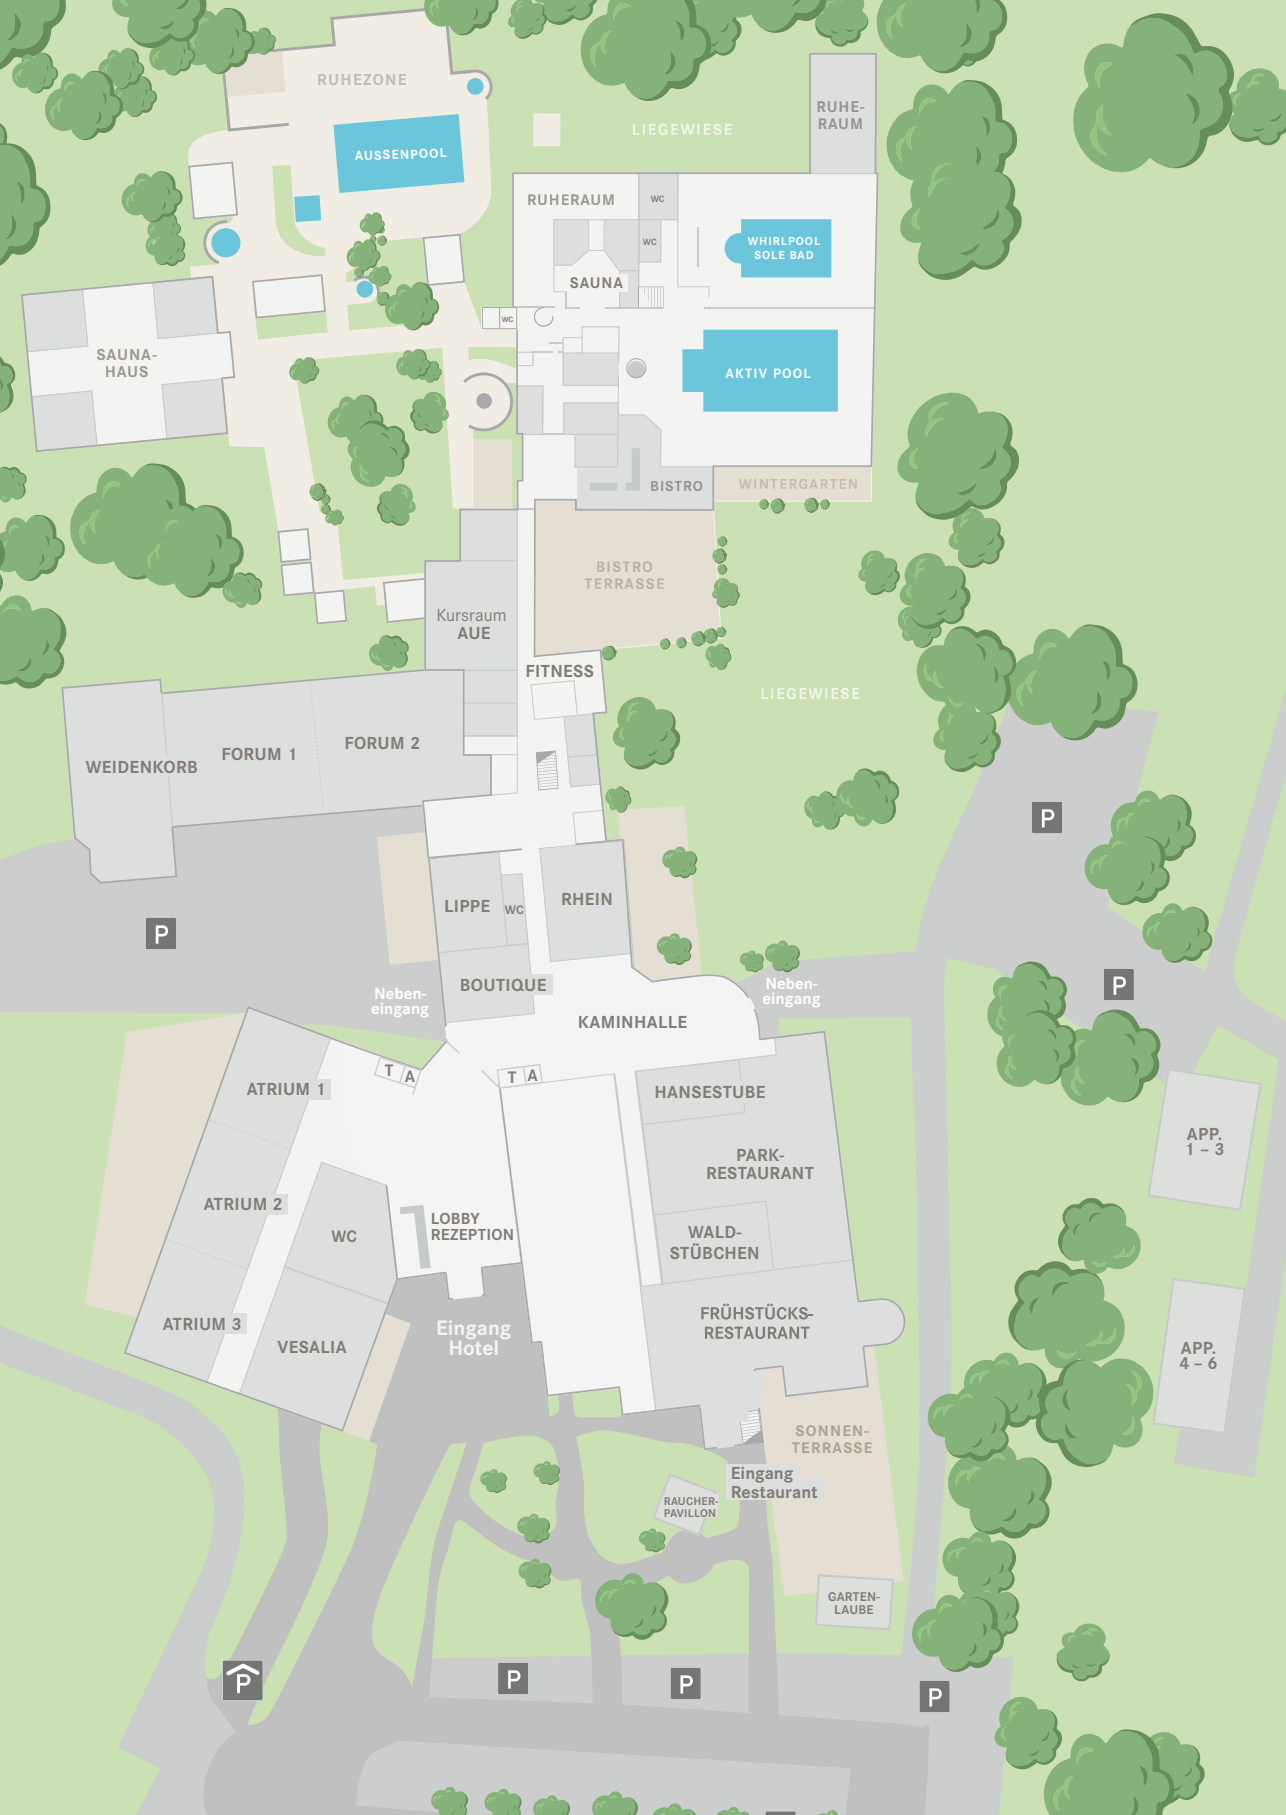 RUHEZONE
AUSSENPOOL
LIEGEWIESE
RUHE-
RAUM
RUHERAUM
WC
WC
WHIRLPOOL
SOLE BAD
SAUNA
WC
SAUNA-
HAUS
AKTIV POOL
BISTRO
WINTERGARTEN
BISTRO
TERRASSE
Kursraum
AUE
FITNESS
LIEGEWIESE
WEIDENKORB
FORUM 1
FORUM 2
P
LIPPE
WC
RHEIN
P
BOUTIQUE
Neben-
eingang
Neben-
eingang
P
KAMINHALLE
T A
T A
ATRIUM 1
HANSESTUBE
APP.
1 – 3
PARK-
RESTAURANT
ATRIUM 2
WC
LOBBY
REZEPTION
WALD-
STÜBCHEN
ATRIUM 3
VESALIA
Eingang
Hotel
FRÜHSTÜCKS-
RESTAURANT
APP.
4 – 6
SONNEN-
TERRASSE
Eingang
Restaurant
RAUCHER-
PAVILLON
GARTEN-
LAUBE
P
P
P
P